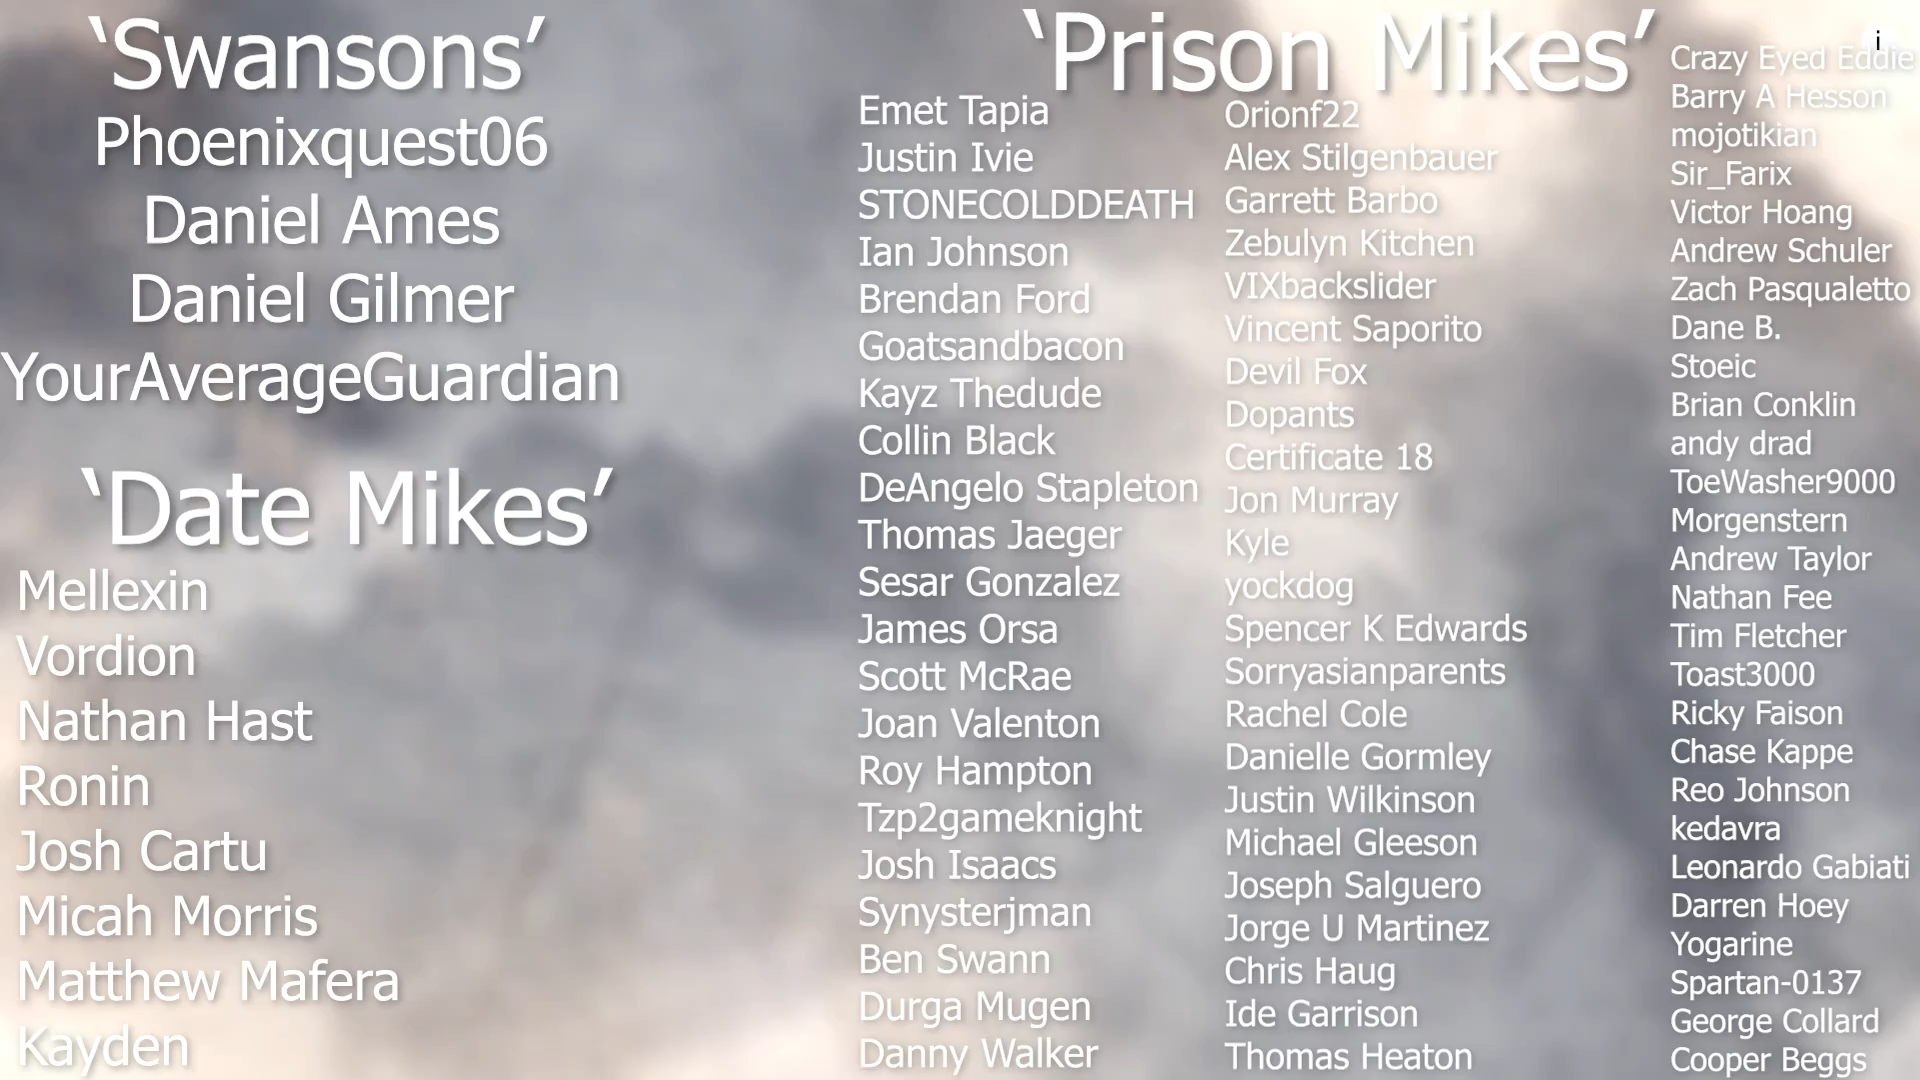 ‘Swansons’
Phoenixquest06
Daniel Ames
Daniel Gilmer
YourAverageGuardian
‘Date Mikes’
Mellexin
Vordion
Nathan Hast
Ronin
Josh Cartu
Micah Morris
Matthew Mafera
Kayden
‘Prison Mikes’
Emet Tapia
Justin Ivie
STONECOLDDEATH
Ian Johnson
Brendan Ford
Goatsandbacon
Kayz Thedude
Collin Black
DeAngelo Stapleton
Thomas Jaeger
Sesar Gonzalez
James Orsa
Scott McRae
Joan Valenton
Roy Hampton
Tzp2gameknight
Josh Isaacs
Synysterjman
Ben Swann
Durga Mugen
Danny Walker
Orionf22
Alex Stilgenbauer
Garrett Barbo
Zebulyn Kitchen
VIXbackslider
Vincent Saporito
Devil Fox
Dopants
Certificate 18
Jon Murray
Kyle
yockdog
Spencer K Edwards
Sorryasianparents
Rachel Cole
Danielle Gormley
Justin Wilkinson
Michael Gleeson
Joseph Salguero
Jorge U Martinez
Chris Haug
Ide Garrison
Thomas Heaton
i
Crazy Eyed Eddie
Barry A Hesson
mojotikian
Sir_Farix
Victor Hoang
Andrew Schuler
Zach Pasqualetto
Dane B.
Stoeic
Brian Conklin
andy drad
ToeWasher9000
Morgenstern
Andrew Taylor
Nathan Fee
Tim Fletcher
Toast3000
Ricky Faison
Chase Kappe
Reo Johnson
kedavra
Leonardo Gabiati
Darren Hoey
Yogarine
Spartan-0137
George Collard
Cooper Beggs